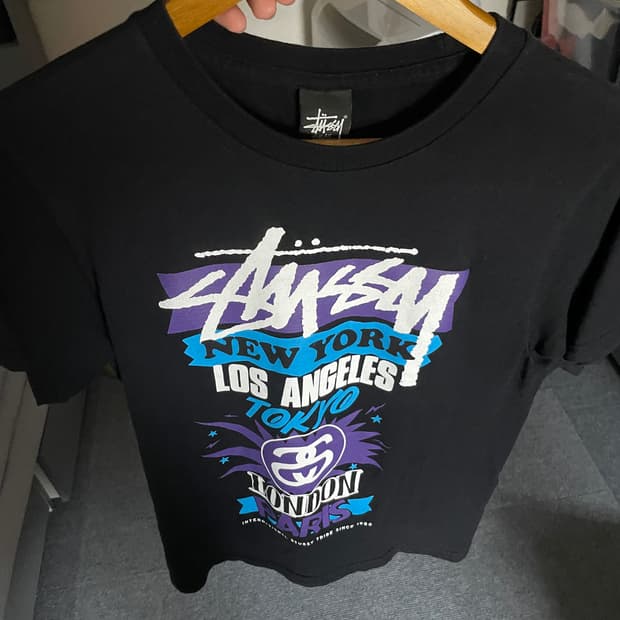 Stüssy
Stüssy
NEW YORK
LOS ANGELES
TOKYO
LONDON
PARIS
INTERNATIONAL STUSSY TRIBE SINCE 1980